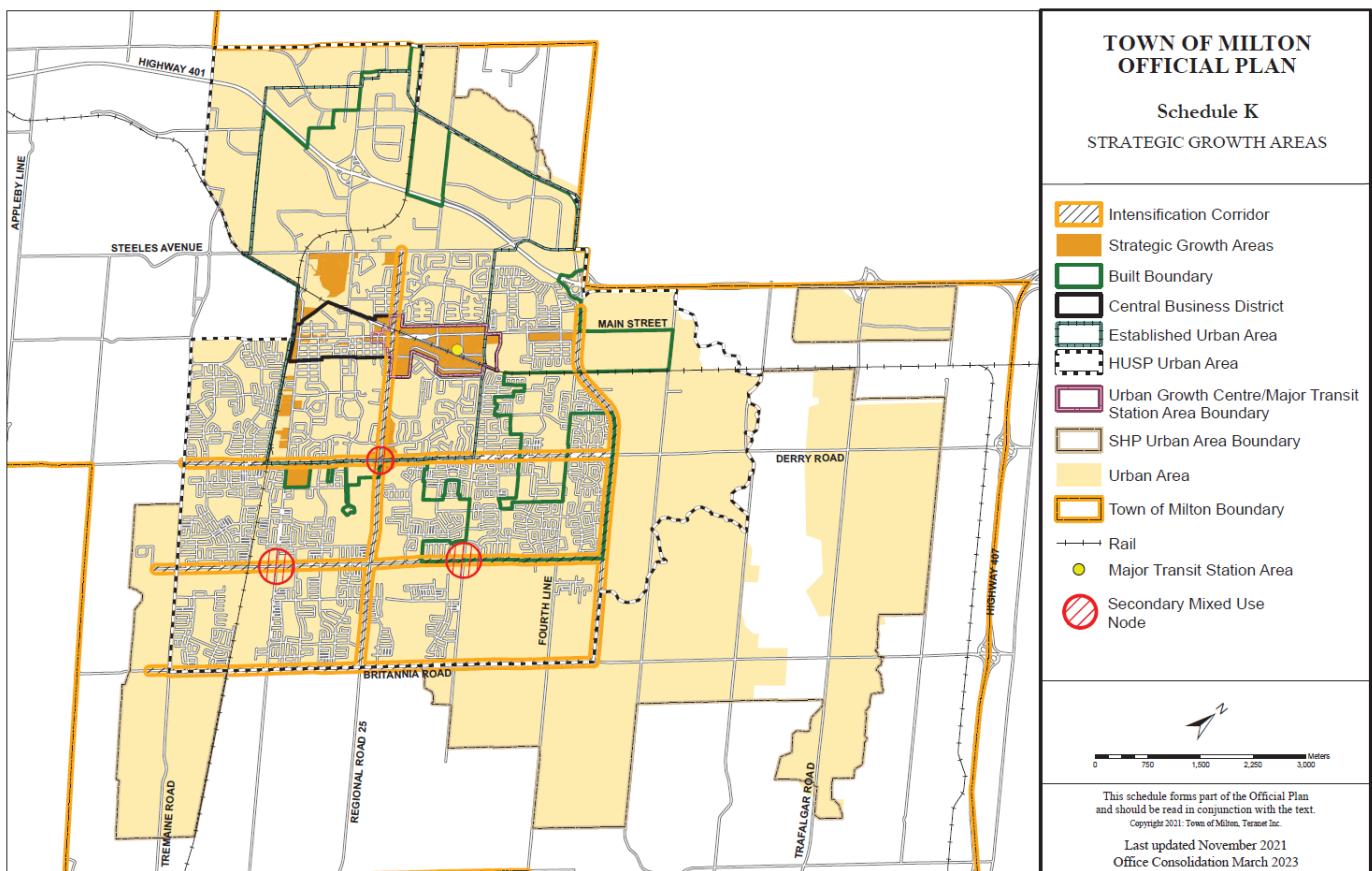 HIGHWAY 401
APPLEBY LINE
STEELES AVENUE
MAIN STREET
DERRY ROAD
HIGHWAY 407
FOURTH LINE
BRITANNIA ROAD
REGIONAL ROAD 25
TREMAINE ROAD
TRAFALGAR ROAD
TOWN OF MILTON
OFFICIAL PLAN
Schedule K
STRATEGIC GROWTH AREAS
Intensification Corridor
Strategic Growth Areas
Built Boundary
Central Business District
Established Urban Area
HUSP Urban Area
Urban Growth Centre/Major Transit
Station Area Boundary
SHP Urban Area Boundary
Urban Area
Town of Milton Boundary
Rail
Major Transit Station Area
Secondary Mixed Use
Node
N
Meters
0 750 1,500 2,250 3,000
This schedule forms part of the Official Plan
and should be read in conjunction with the text.
Copyright 2021: Town of Milton, Teranet Inc.
Last updated November 2021
Office Consolidation March 2023